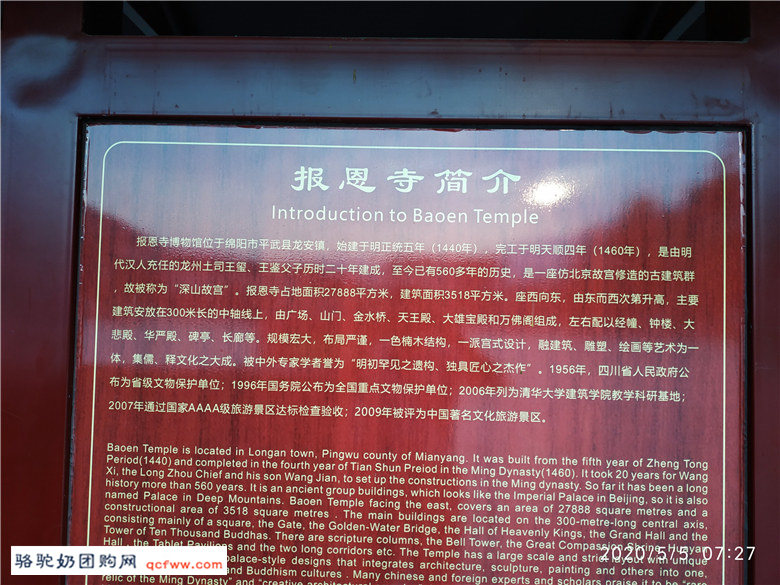 报恩寺简介
Introduction to Baoen Temple
报恩寺博物馆位于绵阳市平武县龙安镇，始建于明正统五年（1440年），完工于明天顺四年（1460年），是由明
代汉人充任的龙州土司王玺、王鉴父子历时二十年建成，至今已有560多年的历史，是一座仿北京故宫修造的古建筑群
，故被称为“深山故宫”。报恩寺占地面积27888平方米，建筑面积3518平方米。座西向东，由东而西次第升高，主要
建筑安放在300米长的中轴线上，由广场、山门、金水桥、天王殿、大雄宝殿和万佛阁组成，左右配以经幢、钟楼、大
悲殿、华严殿、碑亭、长廊等。规模宏大，布局严谨，一色楠木结构，一派宫式设计，融建筑、雕塑、绘画等艺术为一
体，集儒、释文化之大成。被中外专家学者誉为“明初罕见之遗构、独具匠心之杰作”。1956年，四川省人民政府公
布为省级文物保护单位；1996年国务院公布为全国重点文物保护单位；2006年列为清华大学建筑学院教学科研基地；
2007年通过国家AAAA级旅游景区达标检查验收；2009年被评为中国著名文化旅游景区。
Baoen Temple is located in Longan town, Pingwu county of Mianyang. It was built from the fifth year of Zheng Tong
Period(1440) and completed in the fourth year of Tian Shun Preiod in the Ming Dynasty(1460). It took 20 years for Wang
Xi, the Long Zhou Chief and his son Wang Jian, to set up the constructions in the Ming dynasty. So far it has been a long
history more than 560 years. It is an ancient group buildings, which looks like the Imperial Palace in Beijing, so it is also
named Palace in Deep Mountains. Baoen Temple facing the east, covers an area of 27888 square metres and a
constructional area of 3518 square metres . The main buildings are located on the 300-metre-long central axis,
consisting mainly of a square, the Gate, the Golden-Water Bridge, the Hall of Heavenly Kings, the Grand Hall and the
Tower of Ten Thousand Buddhas. There are scripture columns, the Bell Tower, the Great Compassion Hall, Huayan
Hall , the Tablet Pavilions and the two long corridors etc. The Temple has a large scale and strict layout with unique
palace-style designs that integrates architecture, sculpture, painting and others into one
and Buddhism cultures . Many chinese and foreign experts and scholars praise it to be "rare
relic of the Ming Dynasty" and "creative
2020/5/5 07:27
骆驼奶团购网 qcfww.com